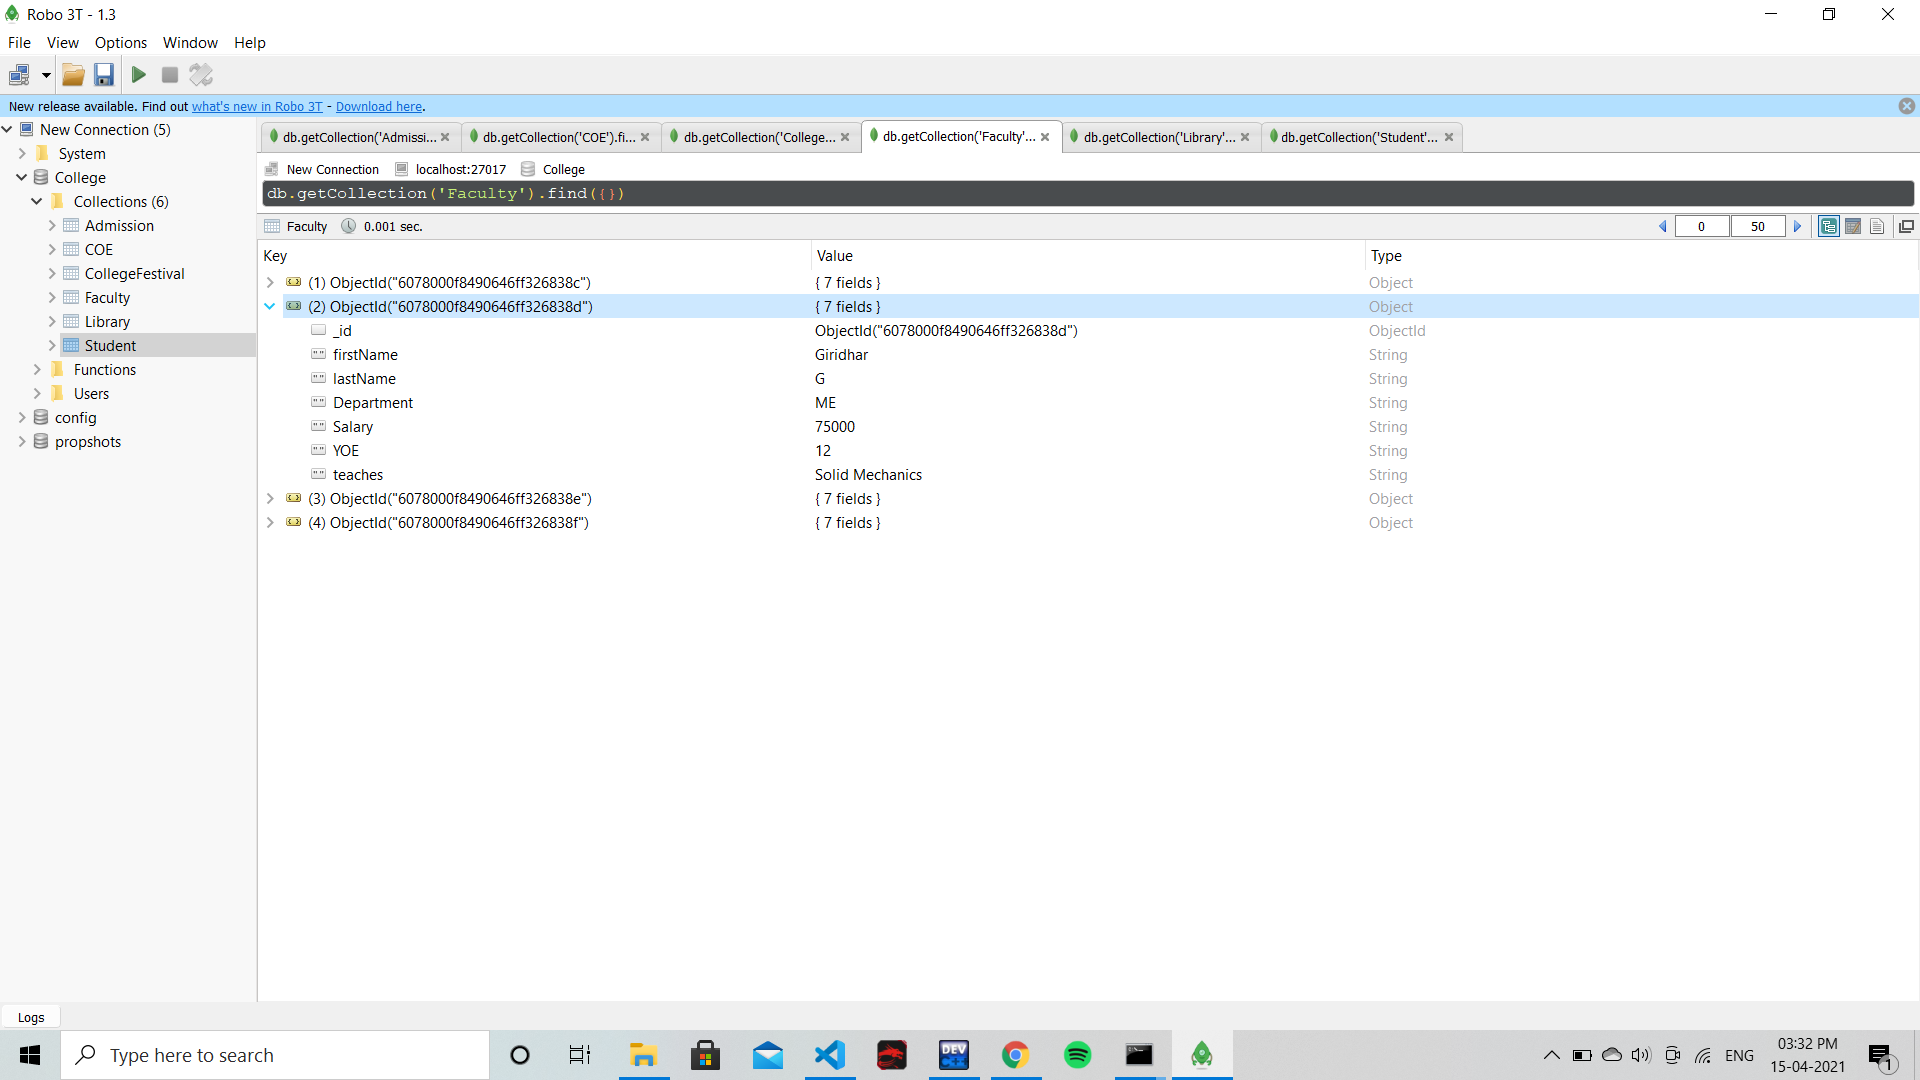 Robo 3T - 1.3
File View Options Window Help
New release available. Find out what's new in Robo 3T - Download here.
New Connection (5)
System
College
Collections (6)
Admission
COE
CollegeFestival
Faculty
Library
Student
Functions
Users
config
propshots
db.getCollection('Admissi... db.getCollection('COE').fi... db.getCollection('College... db.getCollection('Faculty'... db.getCollection('Library'... db.getCollection('Student'...
New Connection localhost:27017 College
db.getCollection('Faculty').find({})
Faculty 0.001 sec. 0 50
Key Value Type
(1) ObjectId("6078000f8490646ff326838c") { 7 fields } Object
(2) ObjectId("6078000f8490646ff326838d") { 7 fields } Object
_id ObjectId("6078000f8490646ff326838d") ObjectId
firstName Giridhar String
lastName G String
Department ME String
Salary 75000 String
YOE 12 String
teaches Solid Mechanics String
(3) ObjectId("6078000f8490646ff326838e") { 7 fields } Object
(4) ObjectId("6078000f8490646ff326838f") { 7 fields } Object
Logs
Type here to search
DEV C++
ENG
03:32 PM
15-04-2021
1